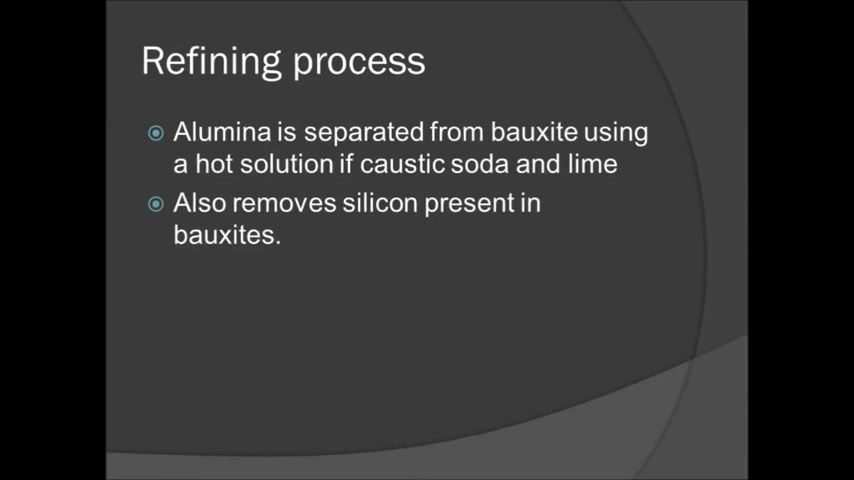 Refining process
Alumina is separated from bauxite using
a hot solution if caustic soda and lime
Also removes silicon present in
bauxites.